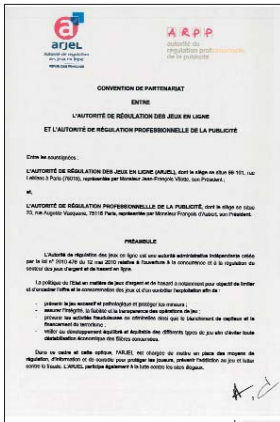 arjel
autorité de régulation
des jeux en ligne
RÉPUBLIQUE FRANÇAISE
A R P P
autorité de
régulation professionnelle
de la publicité
CONVENTION DE PARTENARIAT
ENTRE
L'AUTORITÉ DE RÉGULATION DES JEUX EN LIGNE
ET L'AUTORITÉ DE RÉGULATION PROFESSIONNELLE DE LA PUBLICITÉ
Entre les soussignées :
L'AUTORITÉ DE RÉGULATION DES JEUX EN LIGNE (ARJEL), dont le siège se situe 99-101, rue
Leblanc à Paris (75015), représentée par Monsieur Jean-François Vilotte, son Président ;
et,
L'AUTORITÉ DE RÉGULATION PROFESSIONNELLE DE LA PUBLICITÉ, dont le siège se situe
70, rue Auguste Vacquerie, 75116 Paris, représentée par Monsieur François d'Aubert, son Président.
PRÉAMBULE
L'Autorité de régulation des jeux en ligne est une autorité administrative indépendante créée
par la loi n° 2010-476 du 12 mai 2010 relative à l'ouverture à la concurrence et à la régulation du
secteur des jeux d'argent et de hasard en ligne.
La politique de l'Etat en matière de jeux d'argent et de hasard a notamment pour objectif de limiter
et d'encadrer l'offre et la consommation des jeux et d'en contrôler l'exploitation afin de :
- prévenir le jeu excessif et pathologique et protéger les mineurs ;
- assurer l'intégrité, la fiabilité et la transparence des opérations de jeu ;
- prévenir les activités frauduleuses ou criminelles ainsi que le blanchiment de capitaux et le
financement du terrorisme ;
- veiller au développement équilibré et équitable des différents types de jeu afin d'éviter toute
déstabilisation économique des filières concernées.
Dans ce cadre et cette optique, l'ARJEL est chargée de mettre en place des moyens de
régulation, d'information et de contrôle pour protéger les joueurs, prévenir l'addiction au jeu et lutter
contre la fraude. L'ARJEL participe également à la lutte contre les sites illégaux.